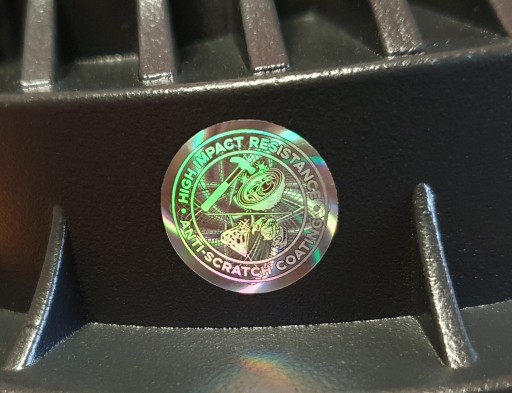 HIGH IMPACT RESISTANCE
ANTI-SCRATCH COATING